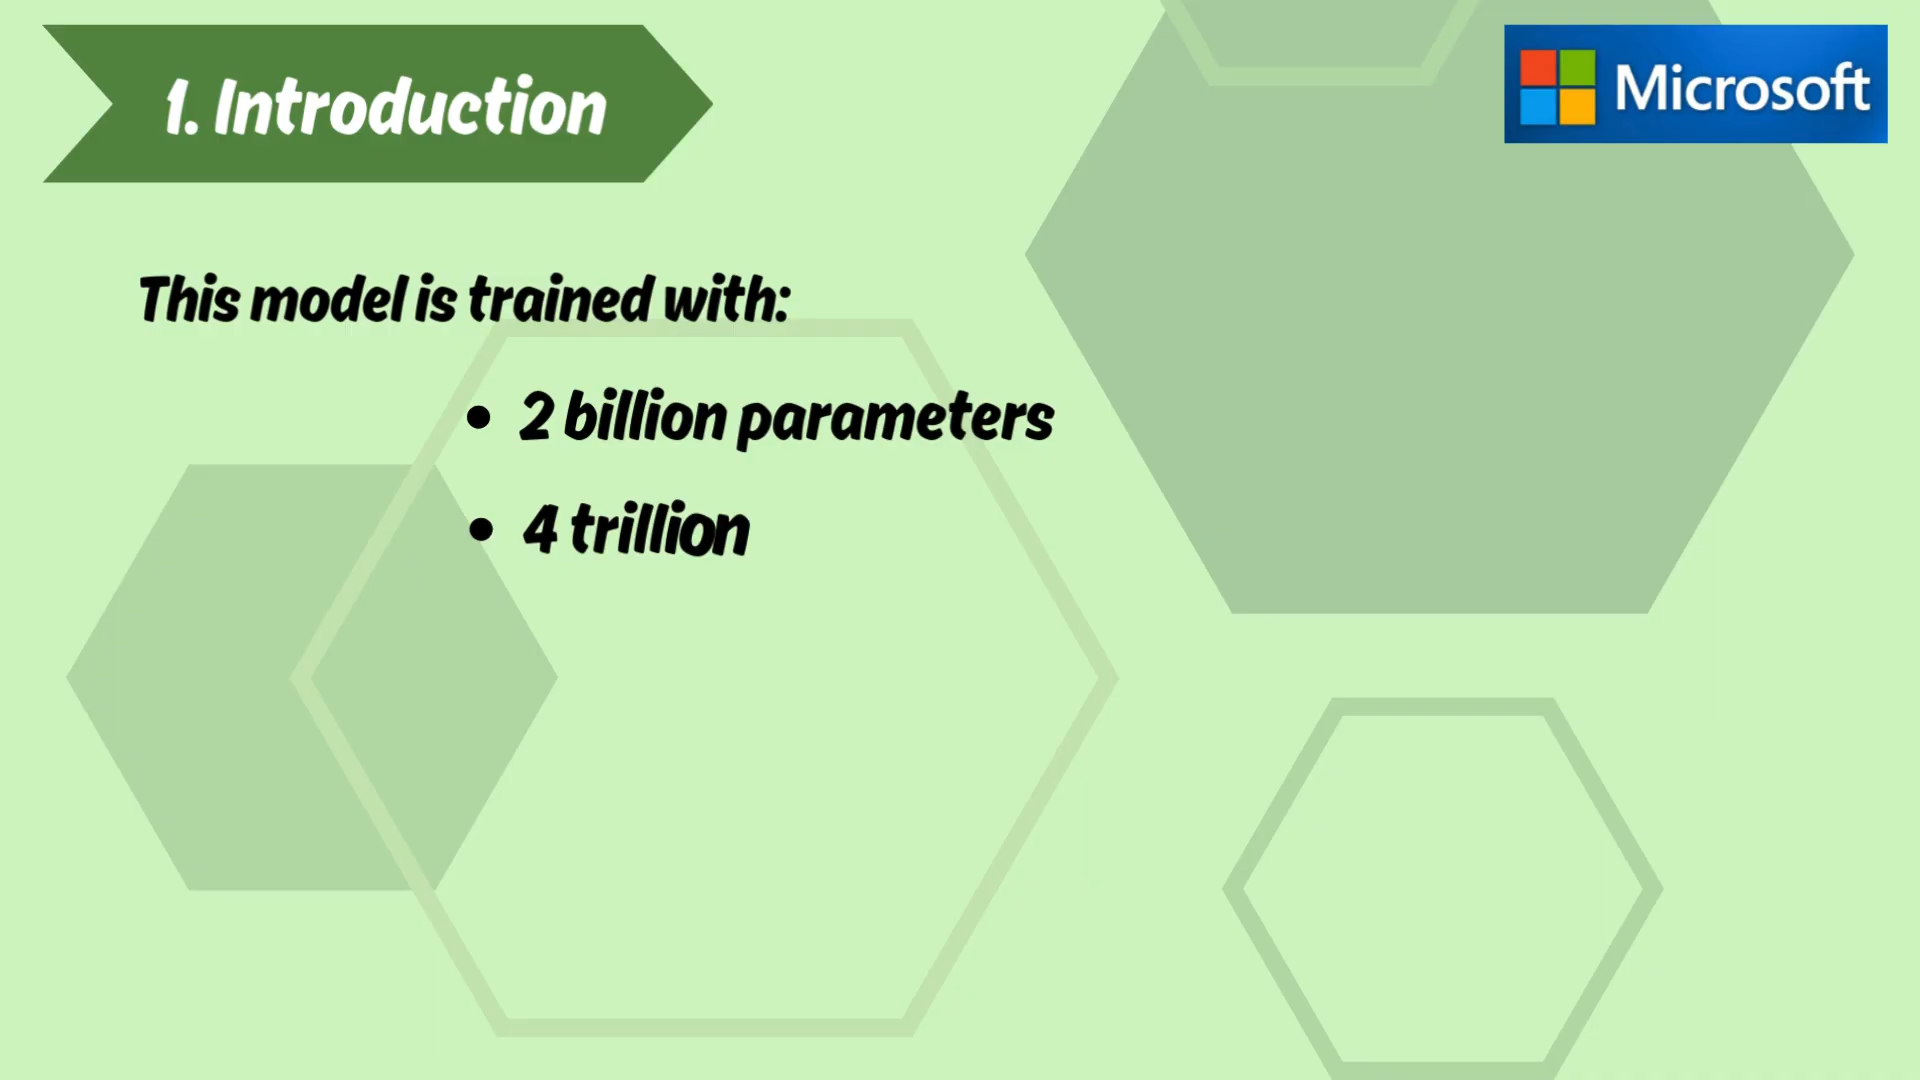 1. Introduction
Microsoft
This model is trained with:
• 2 billion parameters
• 4 trillion